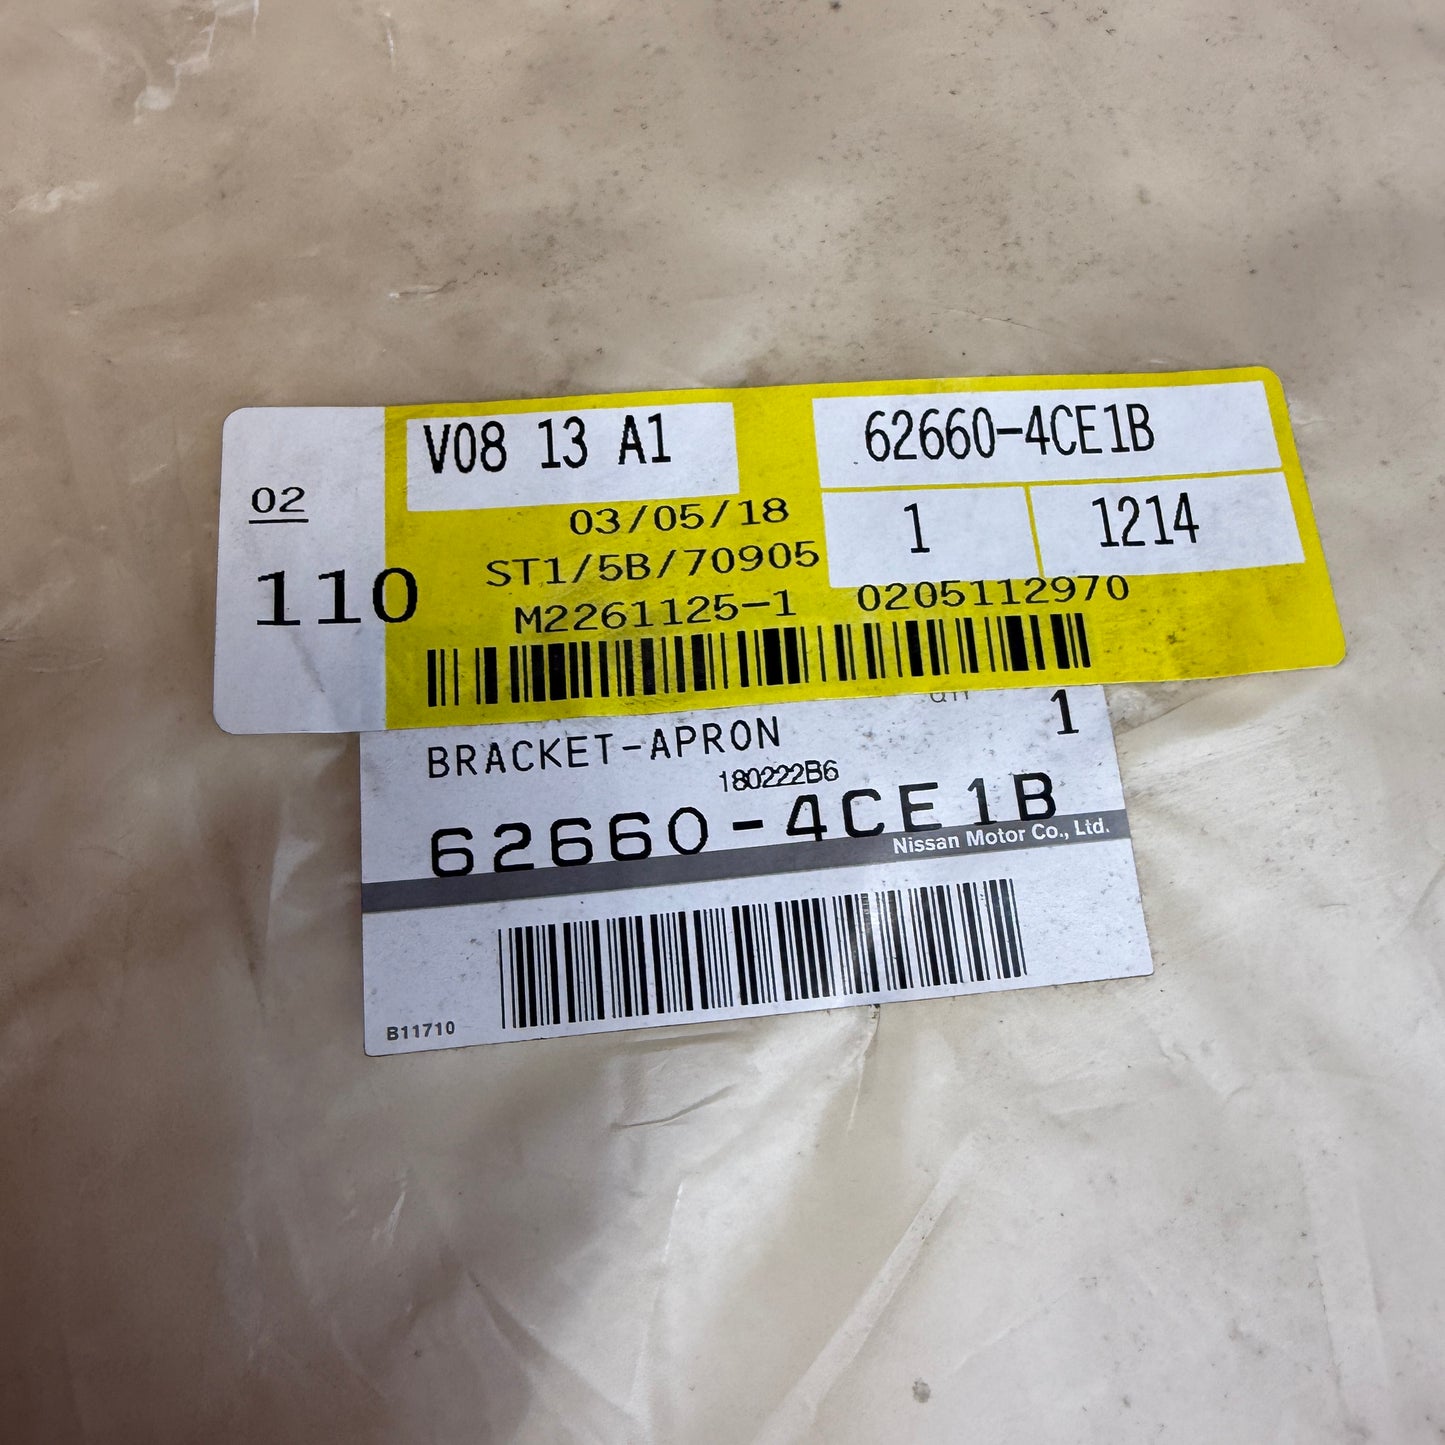 02
110
V08 13 A1
62660-4CE1B
03/05/18
1
1214
ST1/5B/70905
M2261125-1
0205112970
1
BRACKET-APRON
180222B6
62660-4CE1B
Nissan Motor Co., Ltd.
B11710